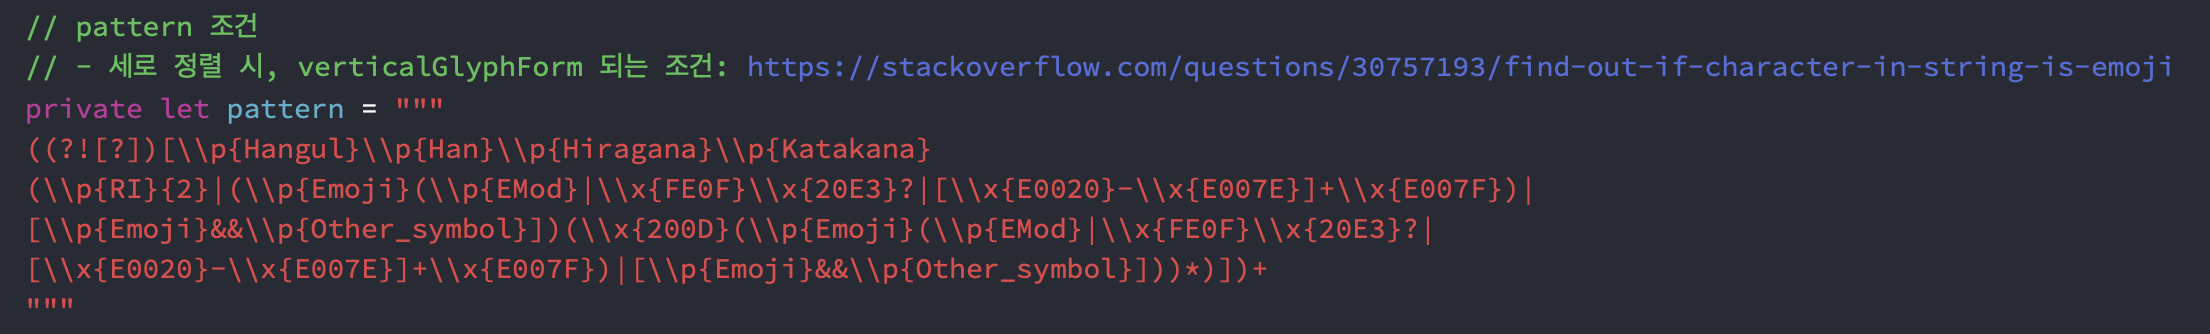 // pattern 조건
// - 세로 정렬 시, verticalGlyphForm 되는 조건: https://stackoverflow.com/questions/30757193/find-out-if-character-in-string-is-emoji
private let pattern = """
((?![?])[\\p{Hangul}\\p{Han}\\p{Hiragana}\\p{Katakana}
(\\p{RI}{2}|(\\p{Emoji}(\\p{EMod}|\\x{FE0F}\\x{20E3}?|[\\x{E0020}-\\x{E007E}]+\\x{E007F})|
[\\p{Emoji}&&\\p{Other_symbol}])(\\x{200D}(\\p{Emoji}(\\p{EMod}|\\x{FE0F}\\x{20E3}?|
[\\x{E0020}-\\x{E007E}]+\\x{E007F})|[\\p{Emoji}&&\\p{Other_symbol}]))*)])+
"""